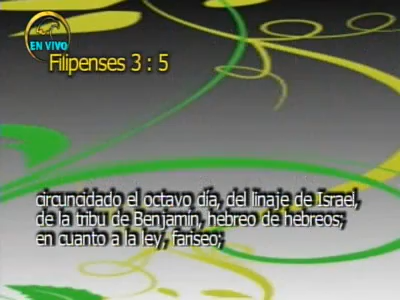 EN VIVO
Filipenses 3 : 5
circuncidado el octavo día, del linaje de Israel,
de la tribu de Benjamín, hebreo de hebreos;
en cuanto a la ley, fariseo;